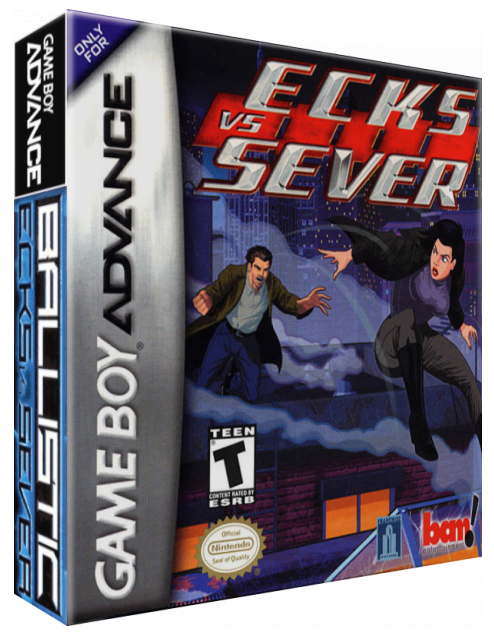 GAME BOY
ADVANCE
BALLISTIC
ECKS vs. SEVER
ONLY
FOR
GAME BOY ADVANCE
ECKS
VS
SEVER
TEEN
T
CONTENT RATED BY
ESRB
Official
Nintendo
Seal of Quality
bam!
entertainment